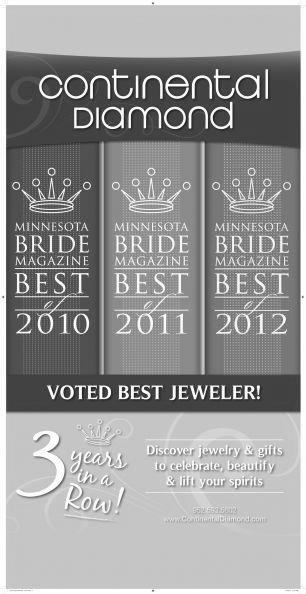 Continental
Diamond
MINNESOTA
BRIDE
MAGAZINE
BEST
of
2010
MINNESOTA
BRIDE
MAGAZINE
BEST
of
2011
MINNESOTA
BRIDE
MAGAZINE
BEST
of
2012
VOTED BEST JEWELER!
3 years
in a
Row!
Discover jewelry & gifts
to celebrate, beautify
& lift your spirits
www.ContinentalDiamond.com